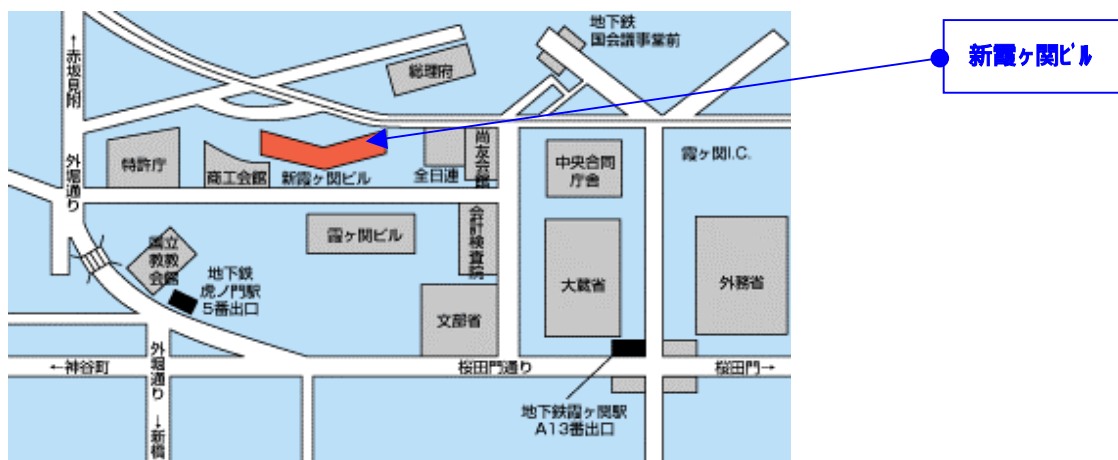 地下鉄
国会議事堂前
新霞ヶ関ビル
←赤坂見附
総理府
外堀通り
特許庁
商工会館
新霞ヶ関ビル
全日連
尚友会館
中央合同
庁舎
霞ヶ関I.C.
霞ヶ関ビル
会計検査院
国立
教教
会館
地下鉄
虎ノ門駅
5番出口
大蔵省
外務省
文部省
←神谷町
外堀通り
→新橋
桜田門通り
桜田門→
地下鉄霞ヶ関駅
A13番出口